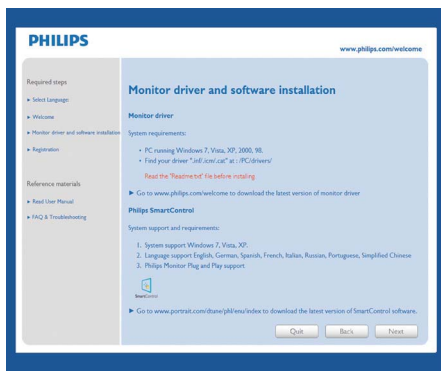 PHILIPS
www.philips.com/welcome
Required steps
Select Language:
Welcome
Monitor driver and software installation
Registration
Reference materials
Read User Manual
FAQ & Troubleshooting
Monitor driver and software installation
Monitor driver
System requirements:
• PC running Windows 7, Vista, XP, 2000, 98.
• Find your driver ".inf/.icm/.cat" at : /PC/drivers/
Read the 'Readme.txt' file before installing
Go to www.philips.com/welcome to download the latest version of monitor driver
Philips SmartControl
System support and requirements:
1. System support Windows 7, Vista, XP.
2. Language support English, German, Spanish, French, Italian, Russian, Portuguese, Simplified Chinese
3. Philips Monitor Plug and Play support
SmartControl
Go to www.portrait.com/dtune/phl/enu/index to download the latest version of SmartControl software.
Quit
Back
Next